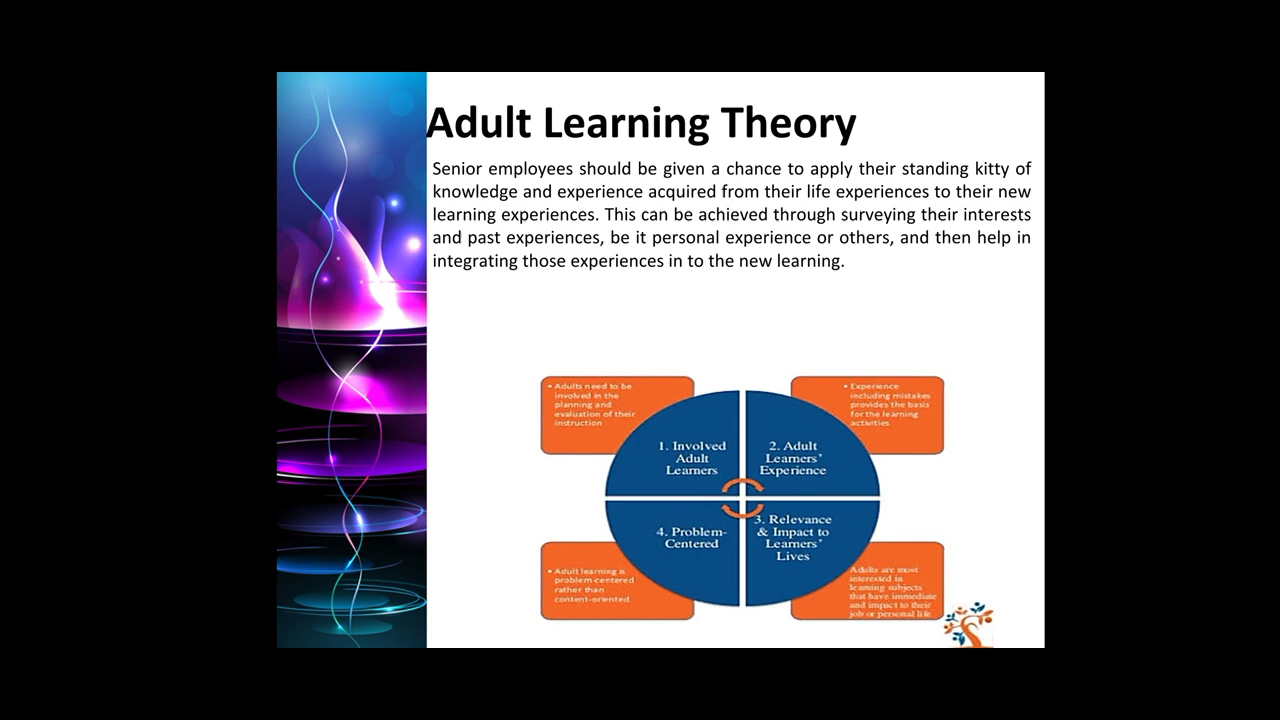 Adult Learning Theory
Senior employees should be given a chance to apply their standing kitty of
knowledge and experience acquired from their life experiences to their new
learning experiences. This can be achieved through surveying their interests
and past experiences, be it personal experience or others, and then help in
integrating those experiences in to the new learning.
• Adults need to be
involved in the
planning and
evaluation of their
instruction
• Experience
including mistakes
provides the basis
for the learning
activities
1. Involved
Adult
Learners
2. Adult
Learners'
Experience
4. Problem-
Centered
3. Relevance
& Impact to
Learners'
Lives
• Adult learning is
problem-centered
rather than
content-oriented
Adults are most
interested in
learning subjects
that have immediate
and impact to their
job or personal life